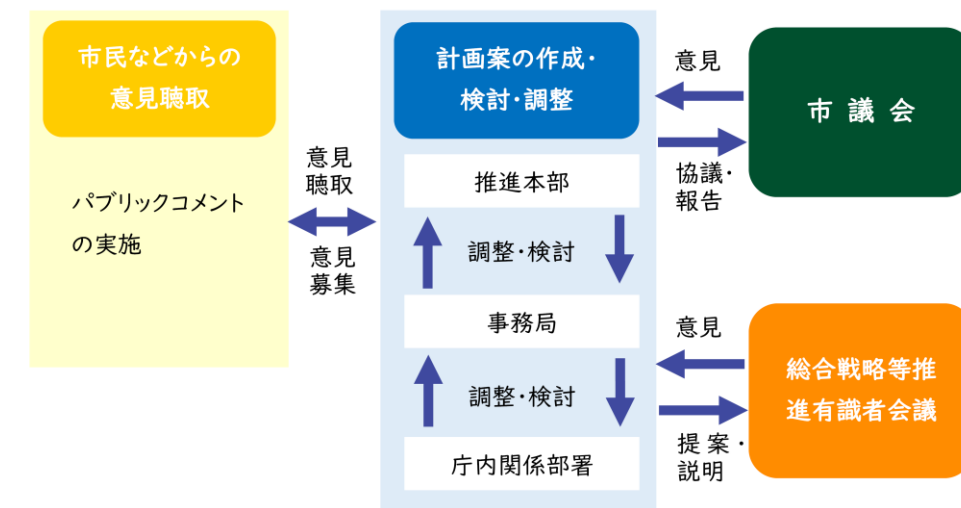 市民などからの
意見聴取
パブリックコメント
の実施
意見
聴取
意見
募集
計画案の作成・
検討・調整
推進本部
調整・検討
事務局
調整・検討
庁内関係部署
意見
協議・
報告
市議会
意見
提案・
説明
総合戦略等推
進有識者会議